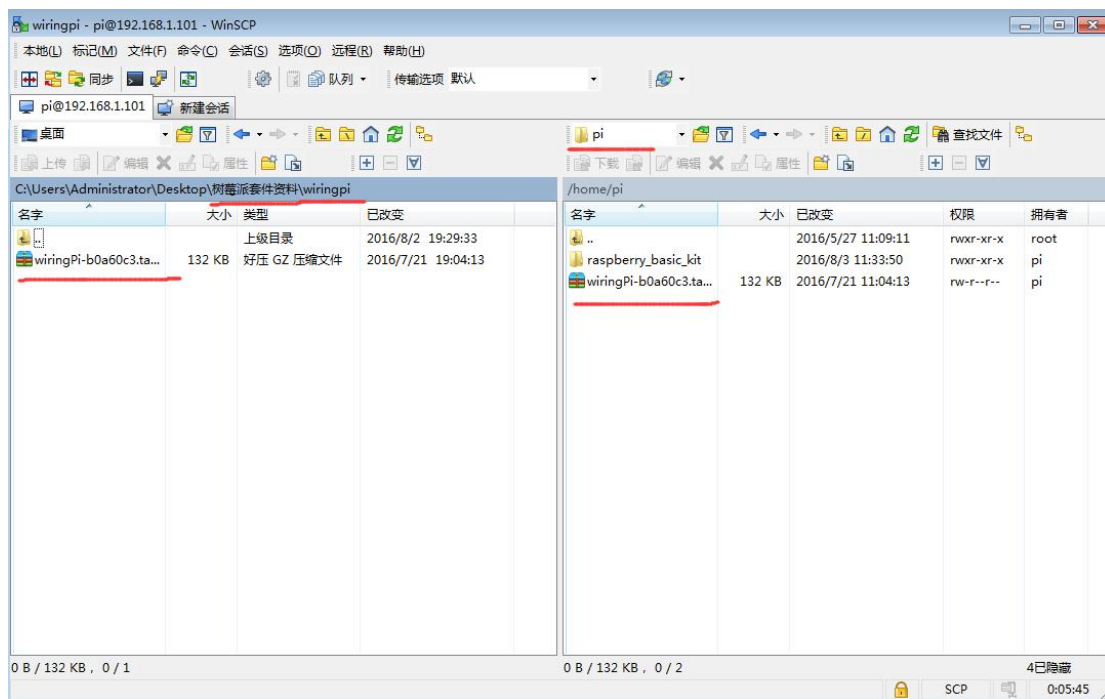 wiringpi - pi@192.168.1.101 - WinSCP
本地(L) 标记(M) 文件(F) 命令(C) 会话(S) 选项(O) 远程(R) 帮助(H)
同步 队列 传输选项 默认
pi@192.168.1.101 新建会话
桌面 pi 查找文件
上传 编辑 属性 下载 编辑 属性
C:\Users\Administrator\Desktop\树莓派套件资料\wiringpi /home/pi
名字 大小 类型 已改变 名字 大小 已改变 权限 拥有者
.. 上级目录 2016/8/2 19:29:33 .. 2016/5/27 11:09:11 rwxr-xr-x root
wiringPi-b0a60c3.ta... 132 KB 好压 GZ 压缩文件 2016/7/21 19:04:13 raspberry_basic_kit 2016/8/3 11:33:50 rwxr-xr-x pi
wiringPi-b0a60c3.ta... 132 KB 2016/7/21 11:04:13 rw-r--r-- pi
0 B / 132 KB， 0 / 1 0 B / 132 KB， 0 / 2 4已隐藏
SCP 0:05:45